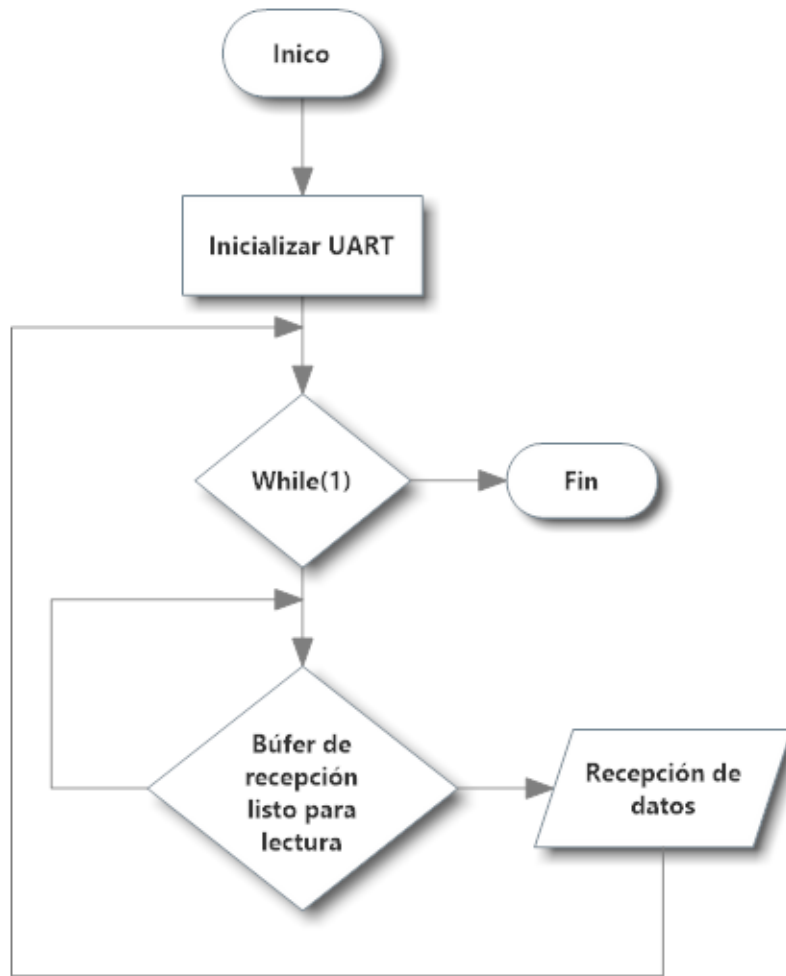 Inico
Inicializar UART
While(1)
Fin
Búfer de
recepción
listo para
lectura
Recepción de
datos